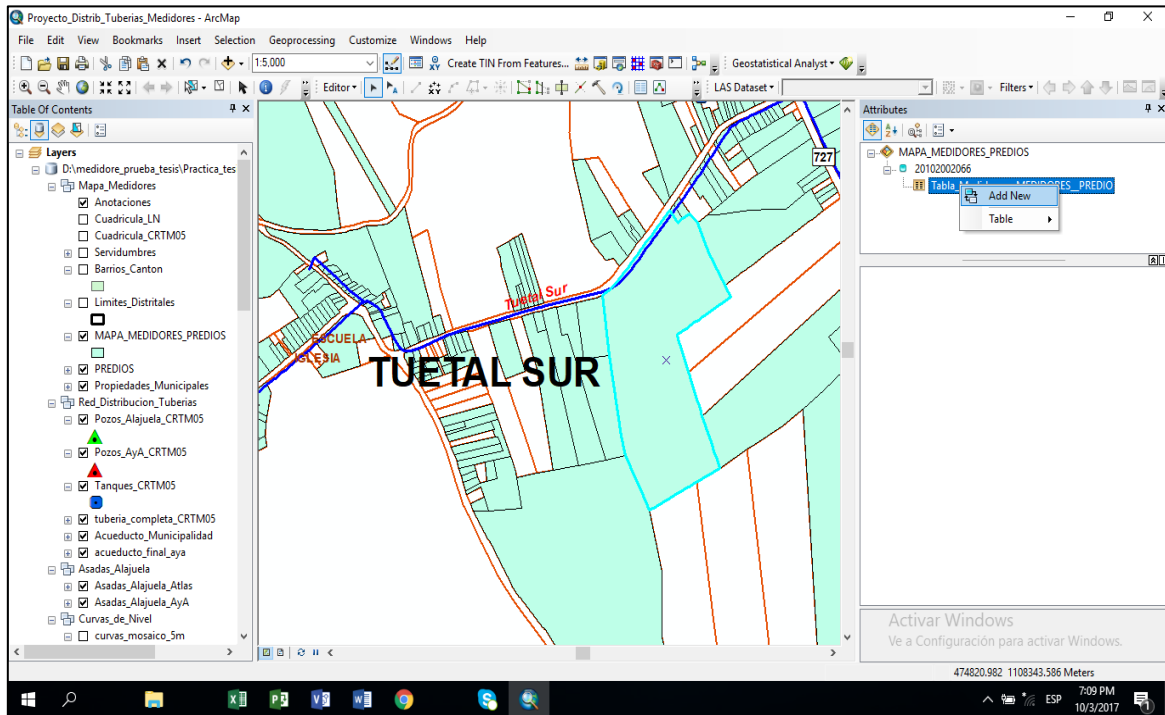 Proyecto_Distrib_Tuberias_Medidores - ArcMap
File Edit View Bookmarks Insert Selection Geoprocessing Customize Windows Help
1:5,000
Create TIN From Features...
Geostatistical Analyst
Editor
LAS Dataset
Filters
Table Of Contents
Layers
D:\medidore_prueba_tesis\Practica_tes
Mapa_Medidores
Anotaciones
Cuadricula_LN
Cuadricula_CRTM05
Servidumbres
Barrios_Canton
Limites_Distritales
MAPA_MEDIDORES_PREDIOS
PREDIOS
Propiedades_Municipales
Red_Distribucion_Tuberias
Pozos_Alajuela_CRTM05
Pozos_AyA_CRTM05
Tanques_CRTM05
tuberia_completa_CRTM05
Acueducto_Municipalidad
acueducto_final_aya
Asadas_Alajuela
Asadas_Alajuela_Atlas
Asadas_Alajuela_AyA
Curvas_de_Nivel
curvas_mosaico_5m
727
Tuetal Sur
ESCUELA
IGLESIA
TUETAL SUR
Attributes
MAPA_MEDIDORES_PREDIOS
20102002066
Add New
Table
Activar Windows
Ve a Configuración para activar Windows.
474820.982 1108343.586 Meters
ESP
7:09 PM
10/3/2017